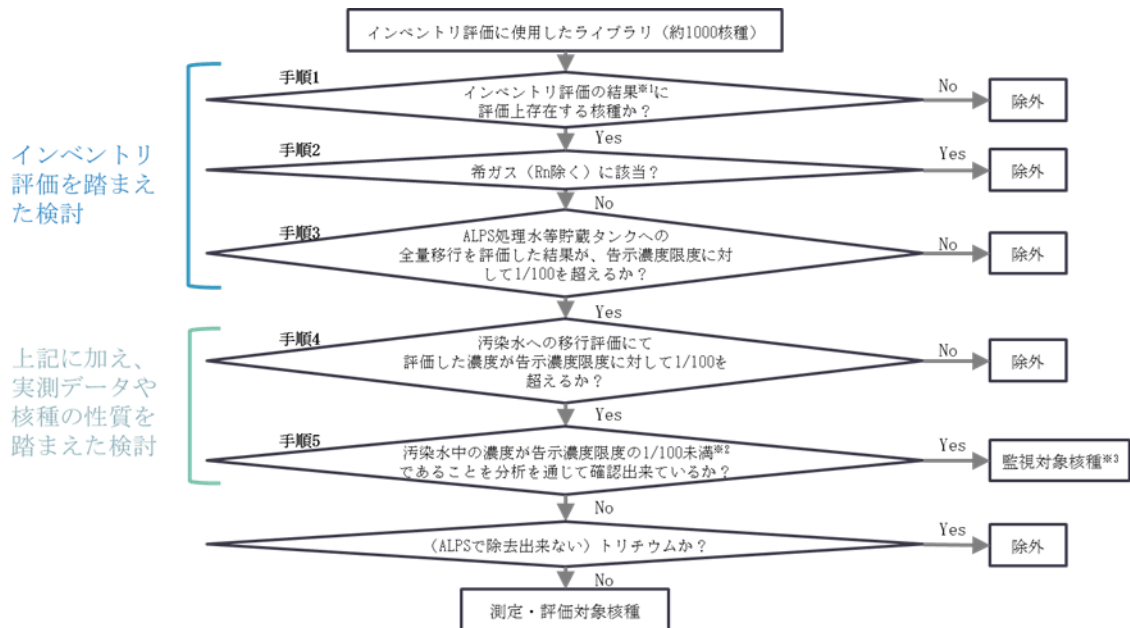 インベントリ評価に使用したライブラリ（約1000核種）
手順1
インベントリ評価の結果※1に
評価上存在する核種か？
No
除外
Yes
インベントリ
評価を踏まえ
た検討
手順2
希ガス（Rn除く）に該当？
Yes
除外
No
手順3
ALPS処理水等貯蔵タンクへの
全量移行を評価した結果が、告示濃度限度に対
して1/100を超えるか？
No
除外
Yes
上記に加え、
実測データや
核種の性質を
踏まえた検討
手順4
汚染水への移行評価にて
評価した濃度が告示濃度限度に対して1/100を
超えるか？
No
除外
Yes
手順5
汚染水中の濃度が告示濃度限度の1/100未満※2
であることを分析を通じて確認出来ているか？
Yes
監視対象核種※3
No
（ALPSで除去出来ない）トリチウムか？
Yes
除外
No
測定・評価対象核種